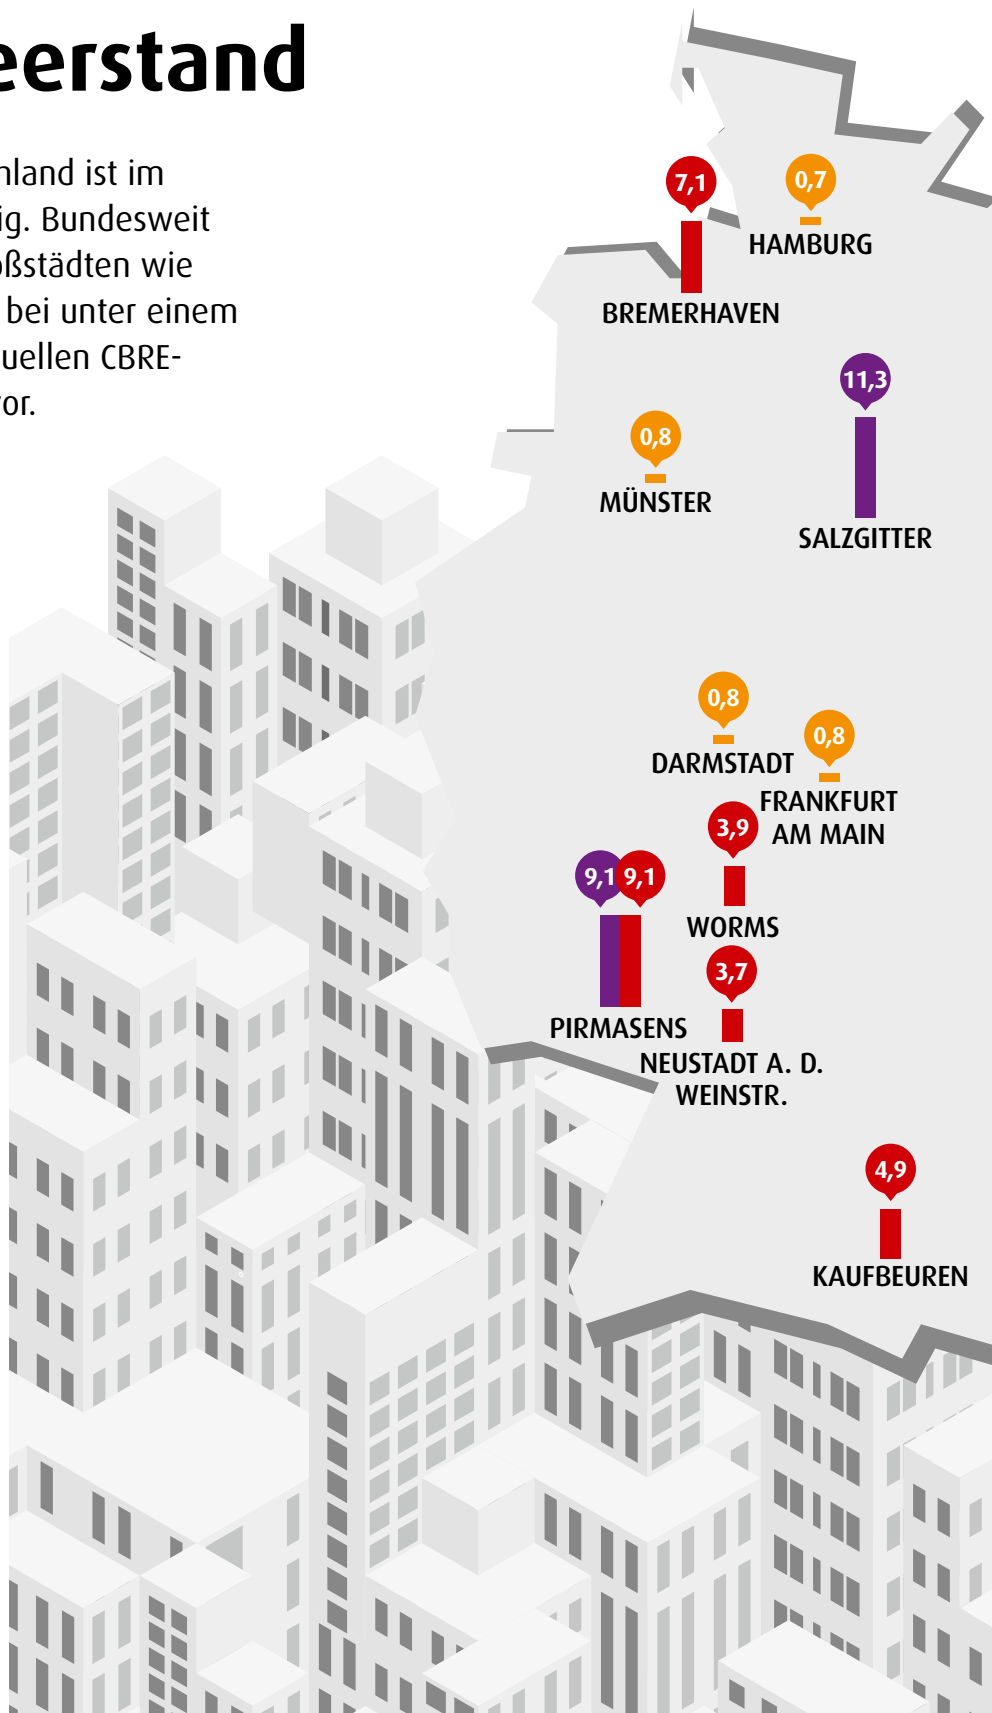 eerstand
nland ist im
ig. Bundesweit
oßstädten wie
bei unter einem
uellen CBRE-
vor.
7,1
0,7
HAMBURG
BREMERHAVEN
11,3
0,8
MÜNSTER
SALZGITTER
0,8
DARMSTADT
0,8
FRANKFURT
AM MAIN
3,9
WORMS
9,1 9,1
PIRMASENS
3,7
NEUSTADT A. D.
WEINSTR.
4,9
KAUFBEUREN